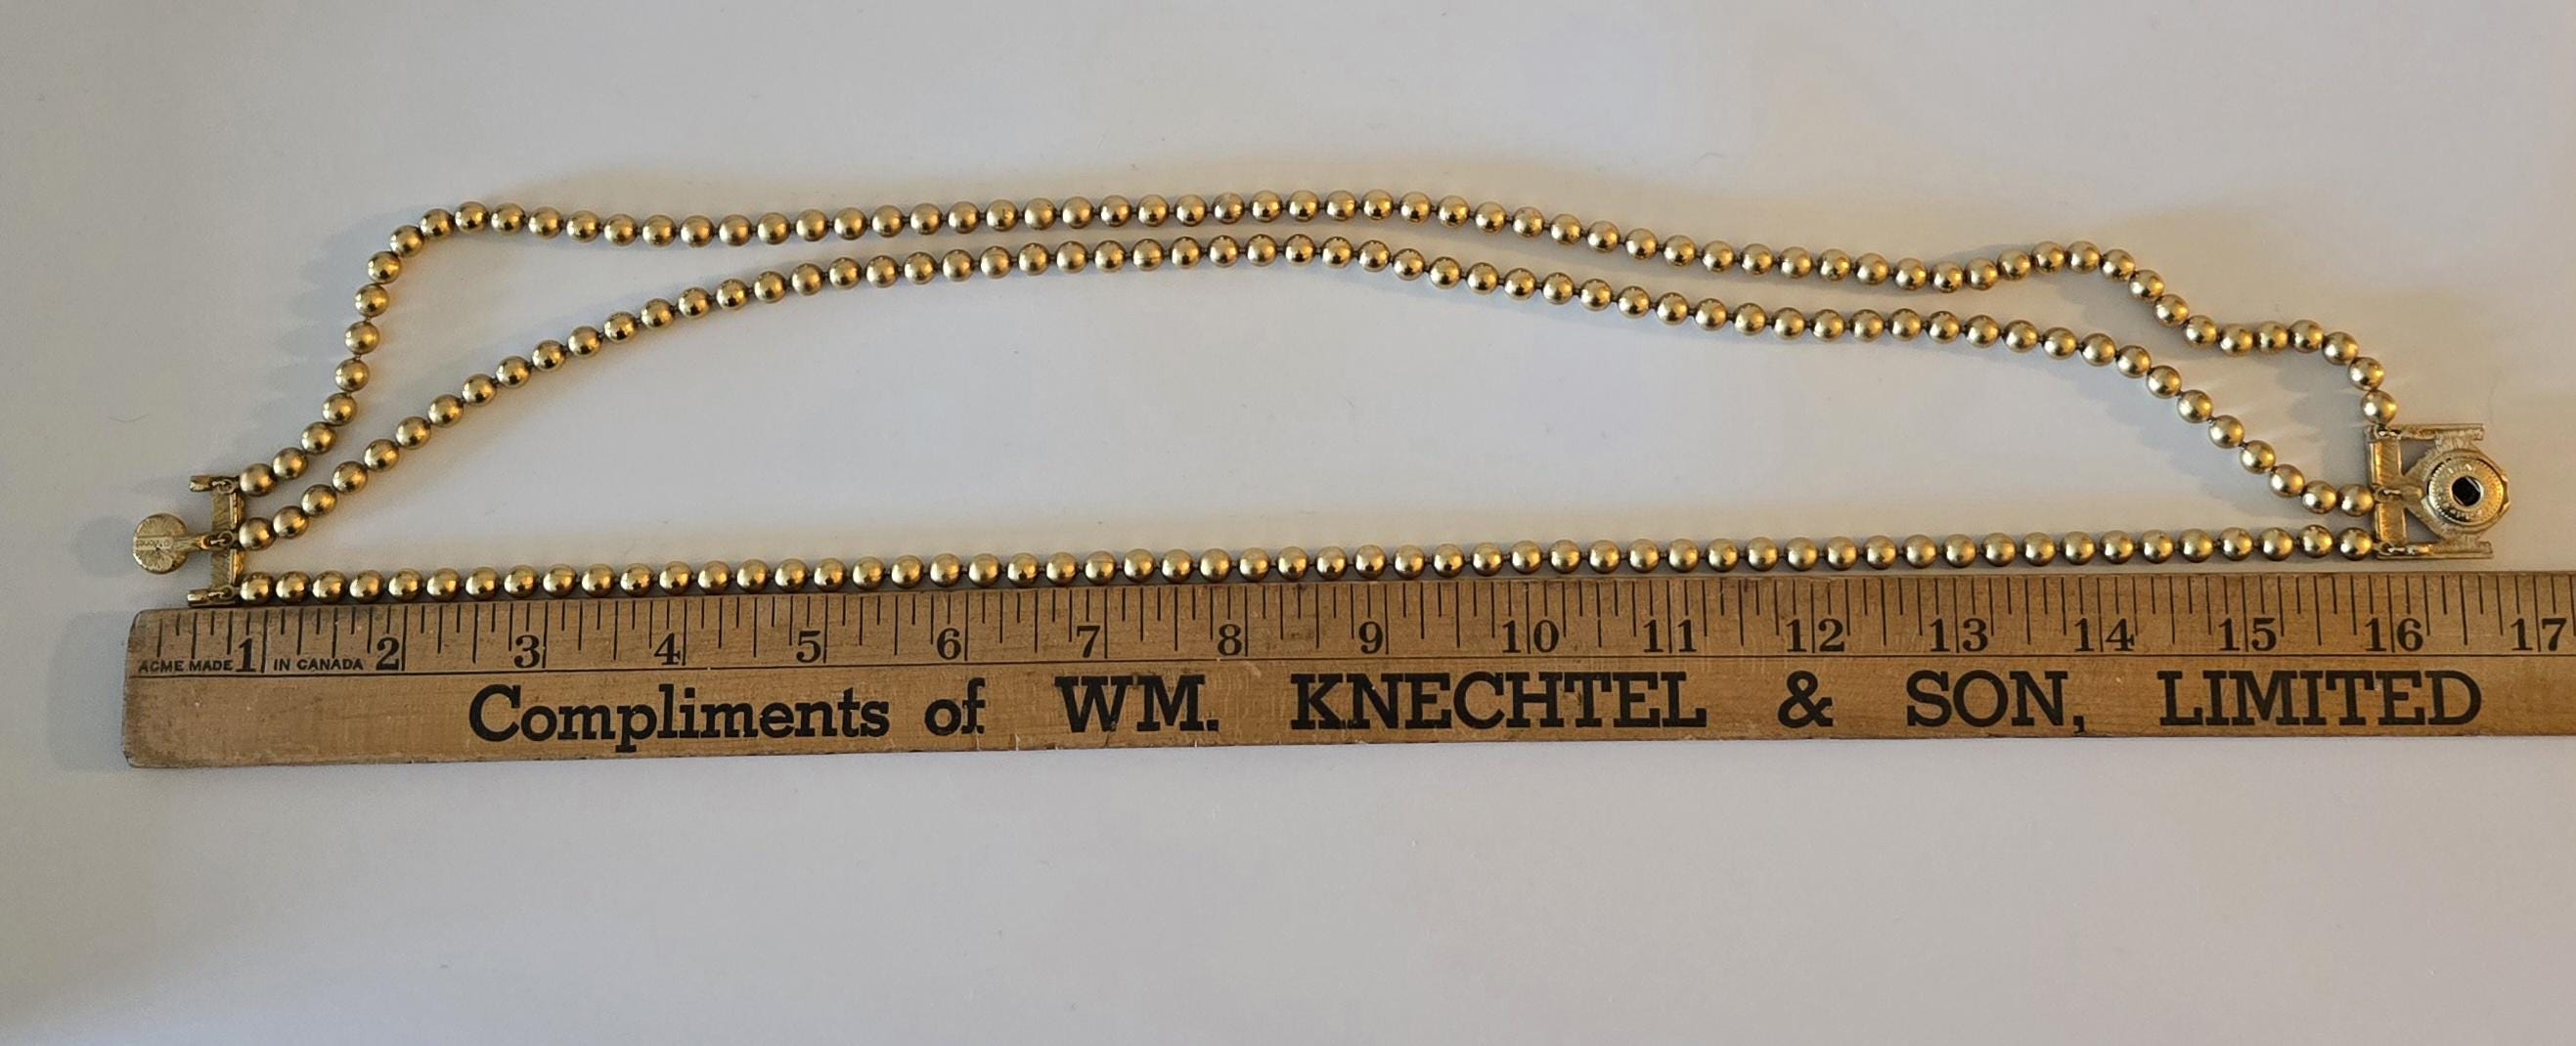 1 2 3 4 5 6 7 8 9 10 11 12 13 14 15 16 17
ACME MADE IN CANADA
Compliments of WM. KNECHTEL & SON, LIMITED